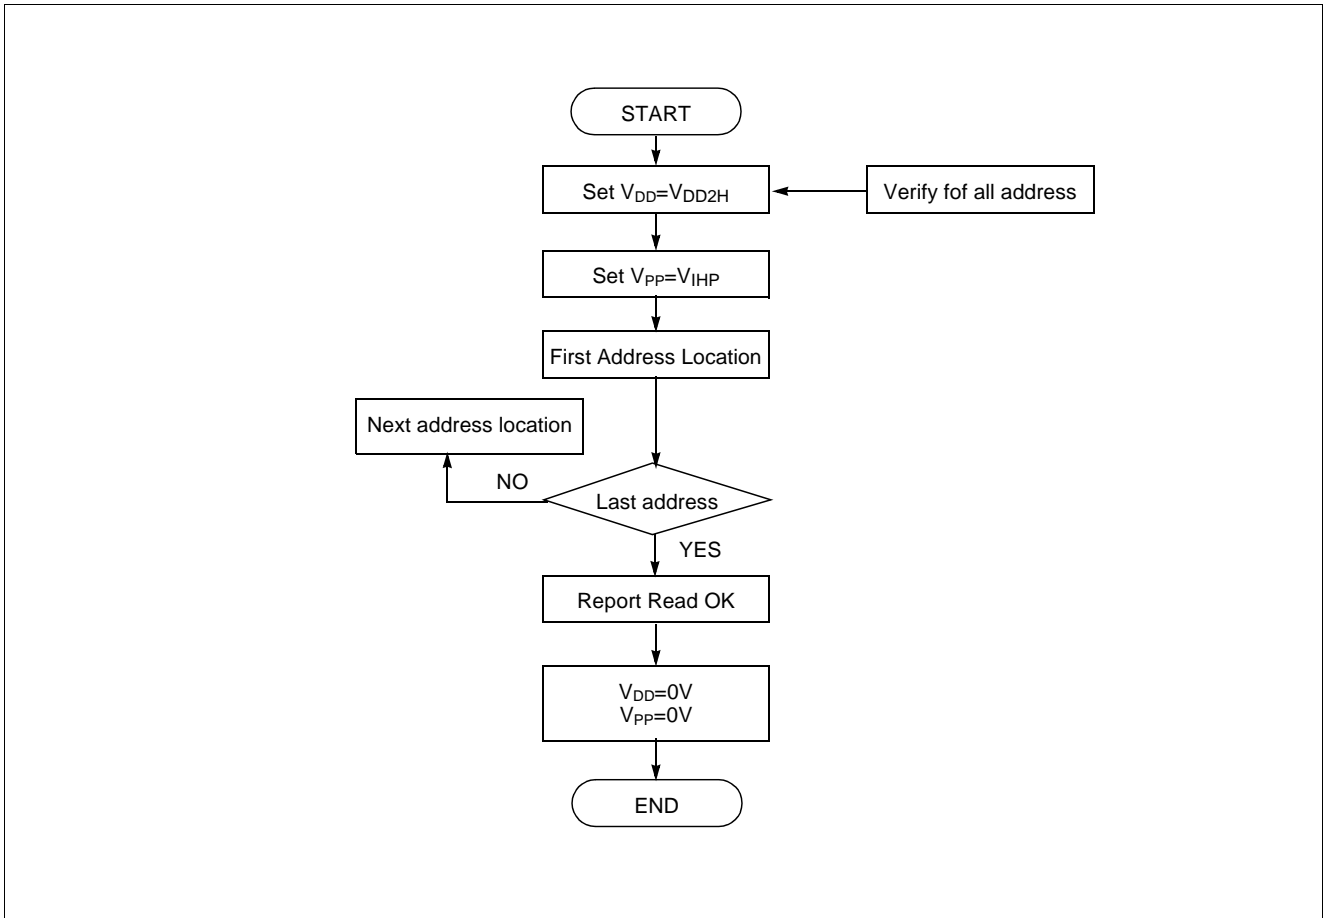 START
Set VDD=VDD2H
Verify fof all address
Set VPP=VIHP
First Address Location
Next address location
NO
Last address
YES
Report Read OK
VDD=0V
VPP=0V
END